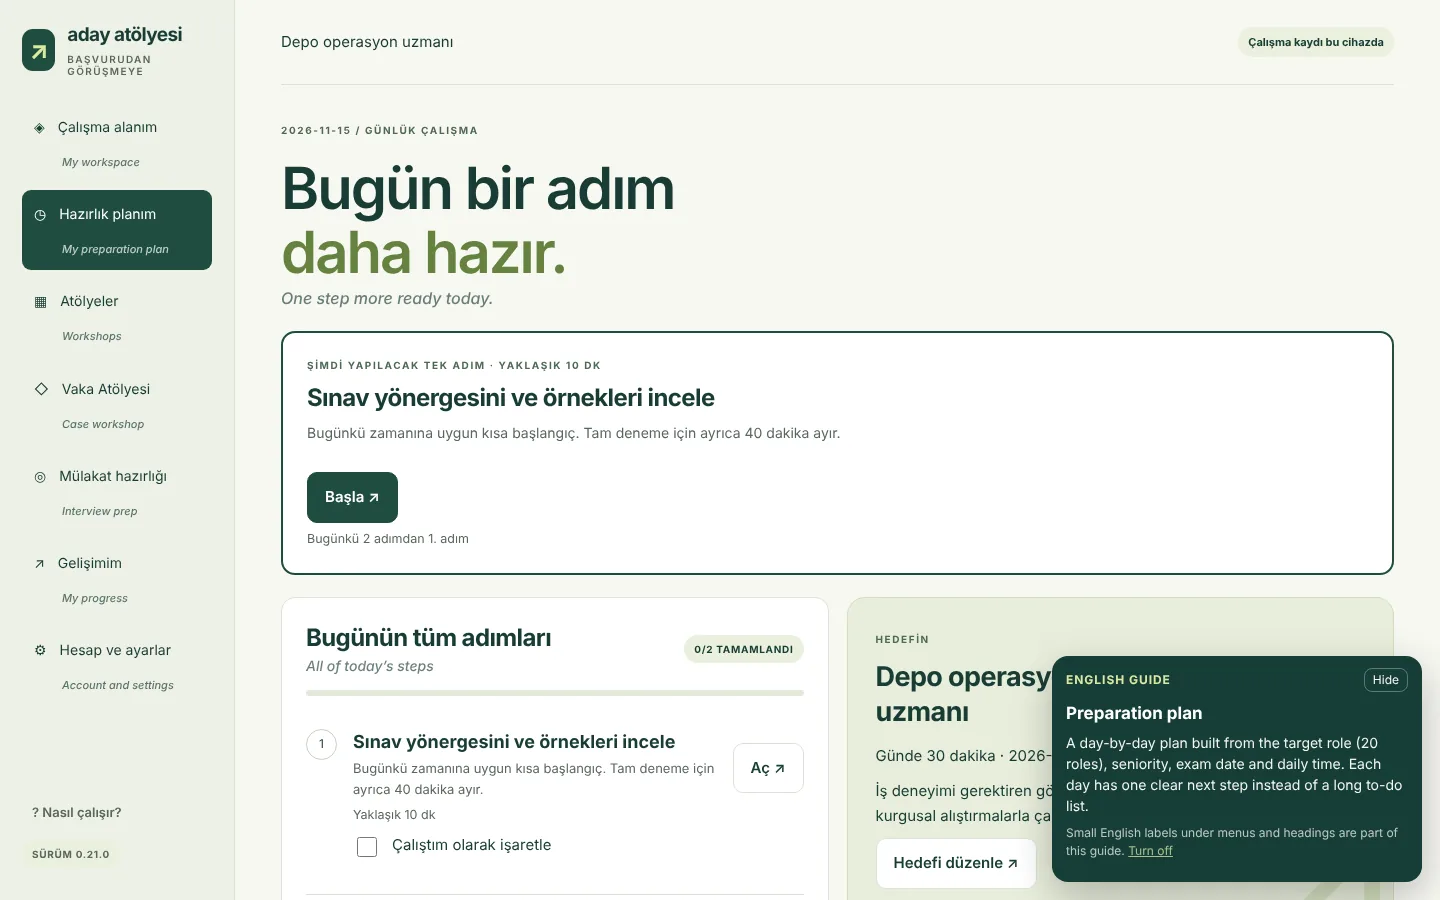 aday atölyesi
BAŞVURUDAN
GÖRÜŞMEYE
Çalışma alanım
My workspace
Hazırlık planım
My preparation plan
Atölyeler
Workshops
Vaka Atölyesi
Case workshop
Mülakat hazırlığı
Interview prep
Gelişimim
My progress
Hesap ve ayarlar
Account and settings
? Nasıl çalışır?
SÜRÜM 0.21.0
Depo operasyon uzmanı
Çalışma kaydı bu cihazda
2026-11-15 / GÜNLÜK ÇALIŞMA
Bugün bir adım
daha hazır.
One step more ready today.
ŞİMDİ YAPILACAK TEK ADIM · YAKLAŞIK 10 DK
Sınav yönergesini ve örnekleri incele
Bugünkü zamanına uygun kısa başlangıç. Tam deneme için ayrıca 40 dakika ayır.
Başla ↗
Bugünkü 2 adımdan 1. adım
Bugünün tüm adımları
All of today's steps
0/2 TAMAMLANDI
1
Sınav yönergesini ve örnekleri incele
Bugünkü zamanına uygun kısa başlangıç. Tam deneme için
ayrıca 40 dakika ayır.
Yaklaşık 10 dk
Aç ↗
Çalıştım olarak işaretle
HEDEFİN
Depo operasy
uzmanı
Günde 30 dakika · 2026-
İş deneyimi gerektiren gö
kurgusal alıştırmalarla ça
Hedefi düzenle ↗
ENGLISH GUIDE
Hide
Preparation plan
A day-by-day plan built from the target role (20
roles), seniority, exam date and daily time. Each
day has one clear next step instead of a long to-do
list.
Small English labels under menus and headings are part of
this guide. Turn off